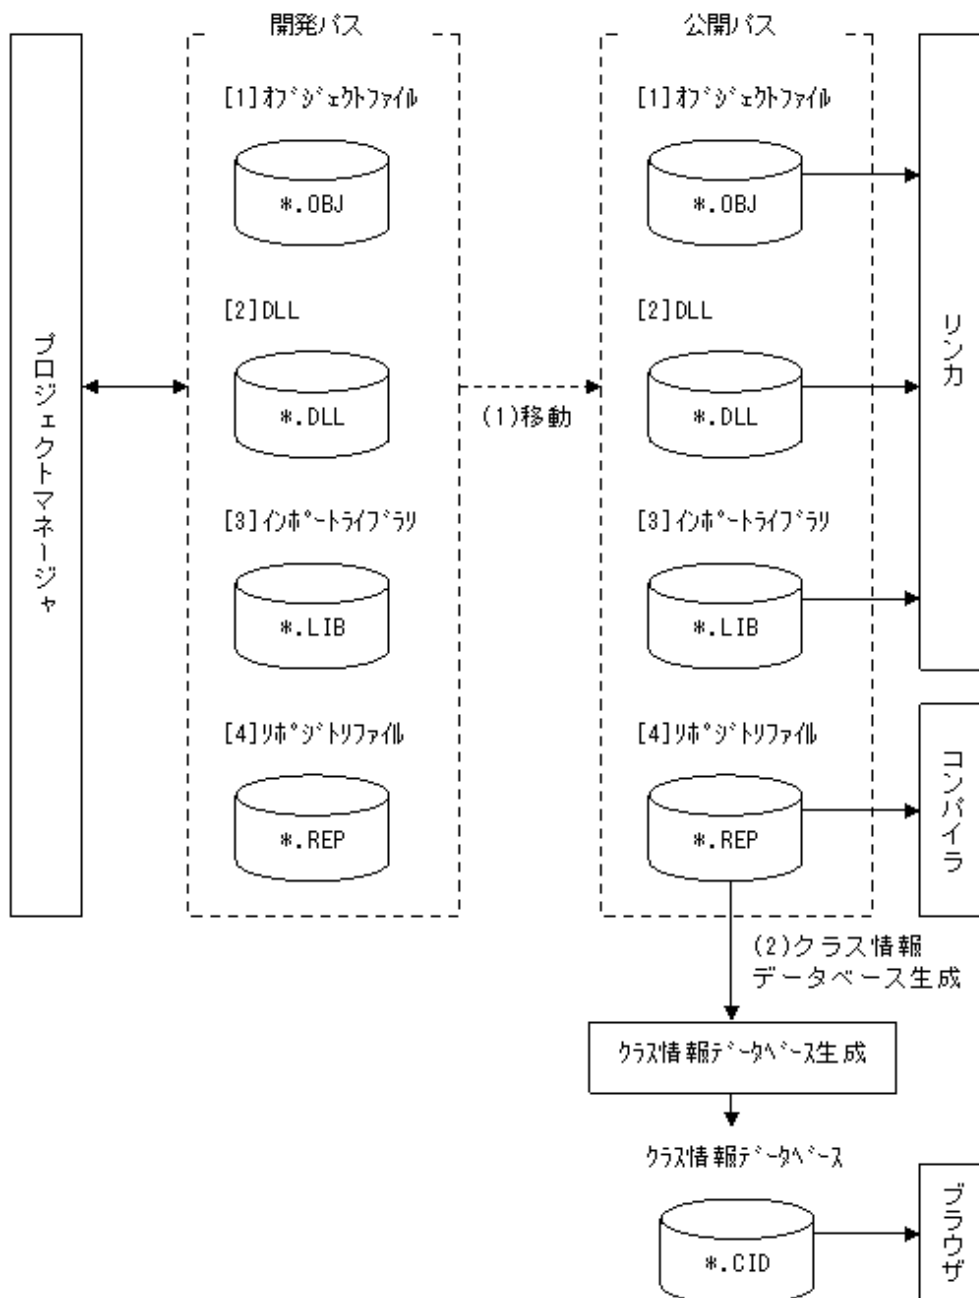 開発パス
公開パス
プロジェクトマネージャ
[1]オブジェクトファイル
*.OBJ
[2]DLL
*.DLL
[3]インポートライブラリ
*.LIB
[4]リポジトリファイル
*.REP
(1)移動
[1]オブジェクトファイル
*.OBJ
[2]DLL
*.DLL
[3]インポートライブラリ
*.LIB
[4]リポジトリファイル
*.REP
リンカ
コンパイラ
(2)クラス情報
データベース生成
クラス情報データベース生成
クラス情報データベース
*.CID
ブラウザ